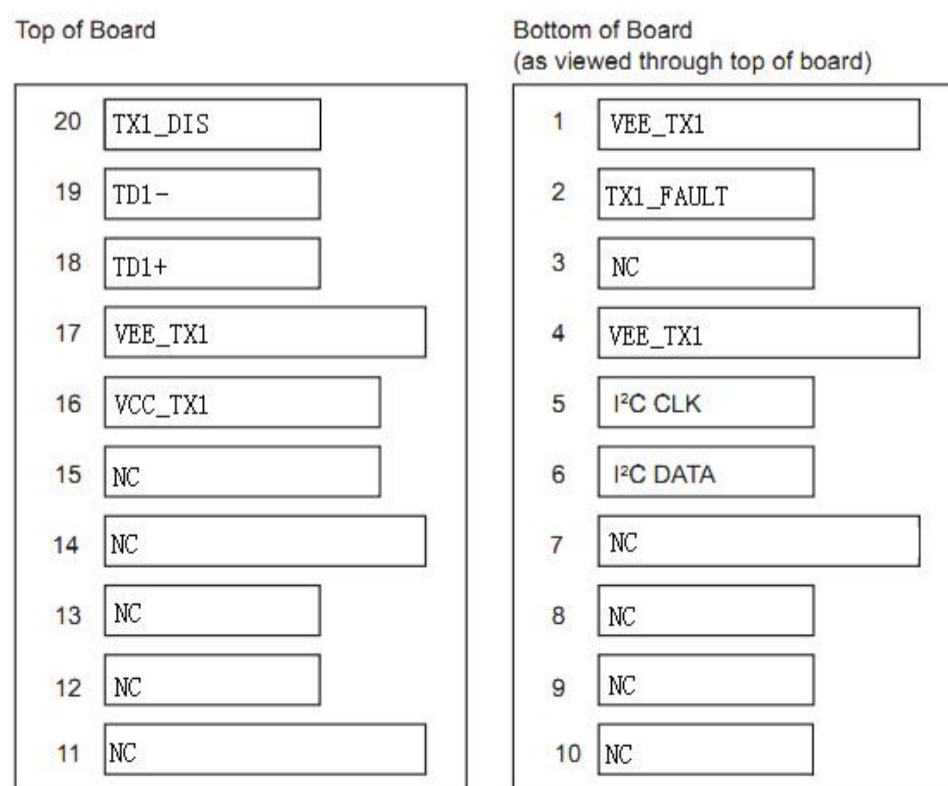 Top of Board
20 TX1_DIS
19 TD1-
18 TD1+
17 VEE_TX1
16 VCC_TX1
15 NC
14 NC
13 NC
12 NC
11 NC
Bottom of Board
(as viewed through top of board)
1 VEE_TX1
2 TX1_FAULT
3 NC
4 VEE_TX1
5 I²C CLK
6 I²C DATA
7 NC
8 NC
9 NC
10 NC